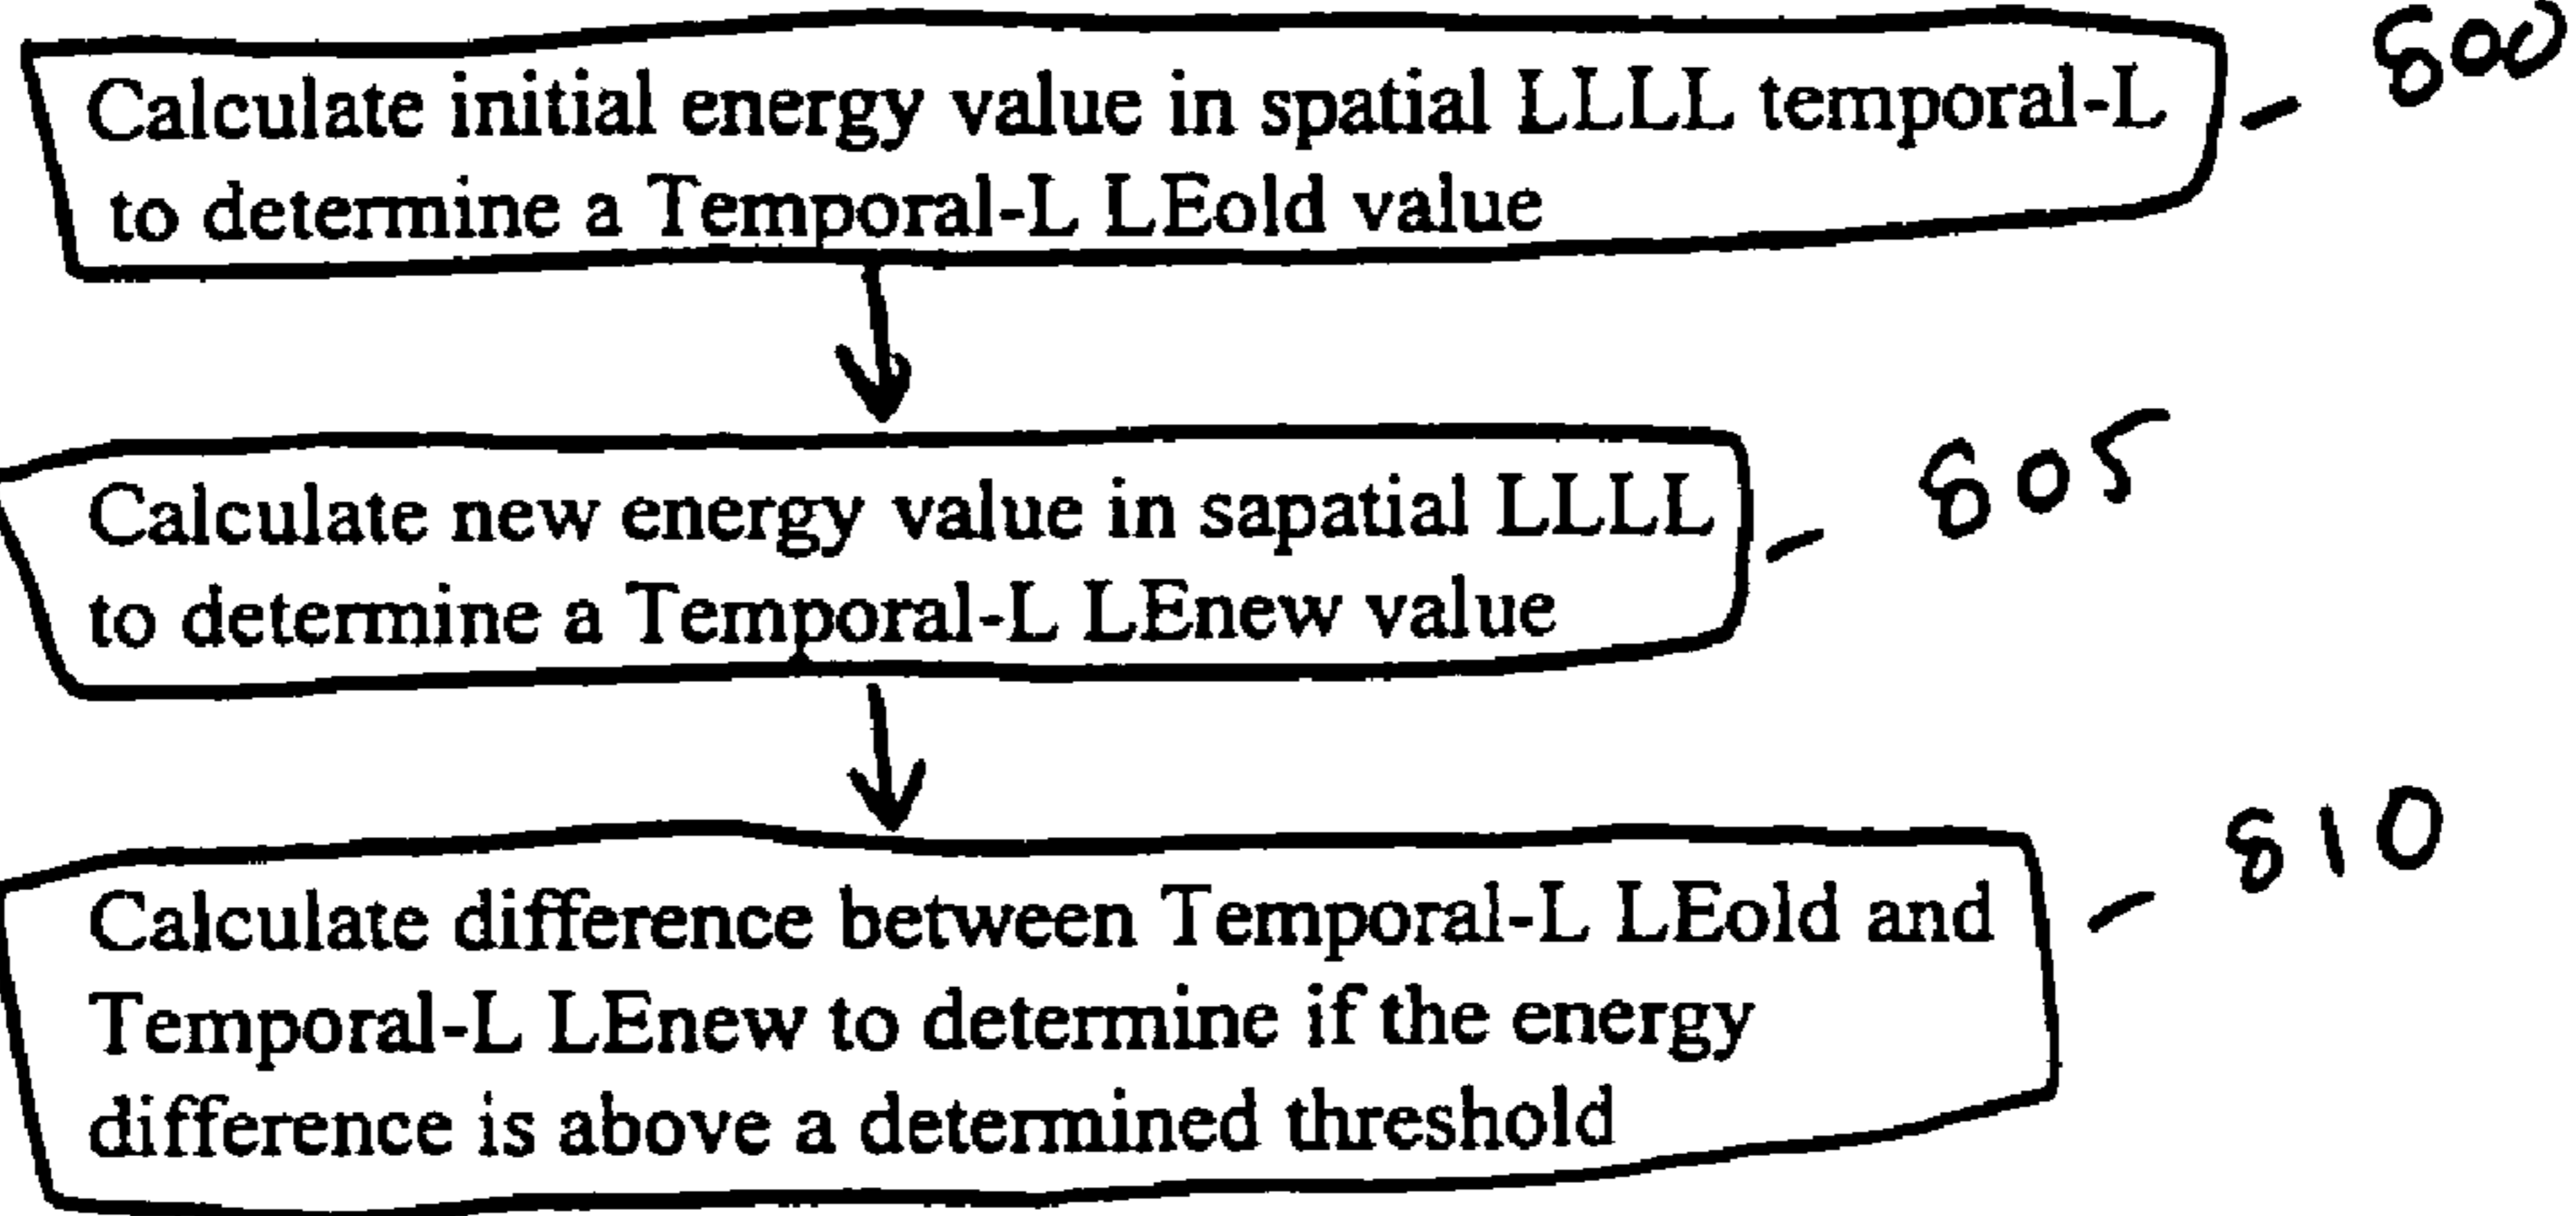 Calculate initial energy value in spatial LLLL temporal-L - 800
to determine a Temporal-L LEold value
Calculate new energy value in sapatial LLLL - 805
to determine a Temporal-L LEnew value
Calculate difference between Temporal-L LEold and - 810
Temporal-L LEnew to determine if the energy
difference is above a determined threshold